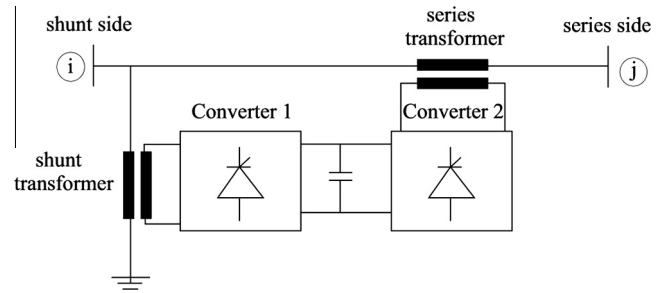 shunt side
series
transformer
series side
i
j
Converter 1
Converter 2
shunt
transformer